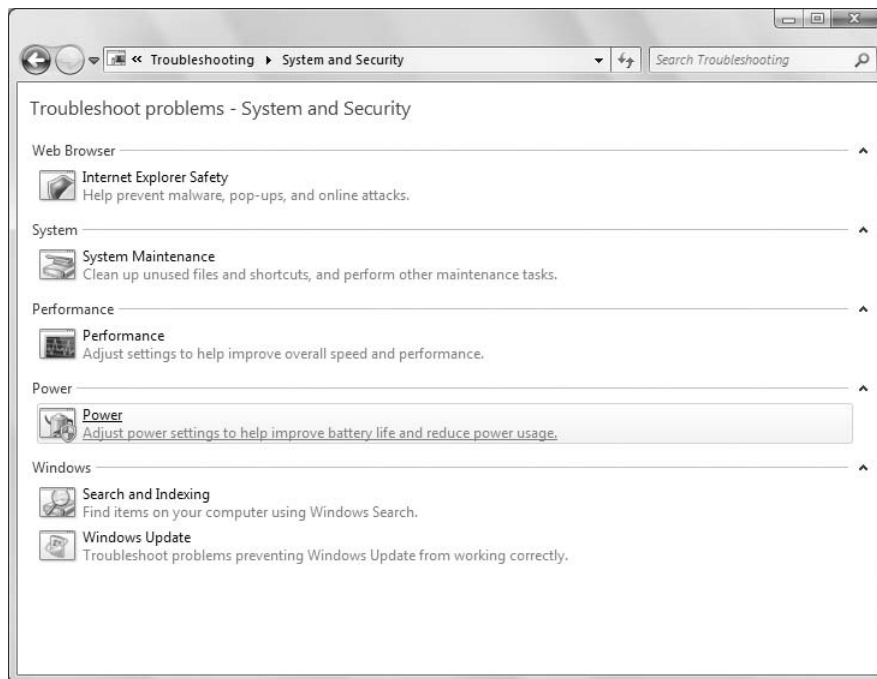 « Troubleshooting ▸ System and Security
Search Troubleshooting
Troubleshoot problems - System and Security
Web Browser
Internet Explorer Safety
Help prevent malware, pop-ups, and online attacks.
System
System Maintenance
Clean up unused files and shortcuts, and perform other maintenance tasks.
Performance
Performance
Adjust settings to help improve overall speed and performance.
Power
Power
Adjust power settings to help improve battery life and reduce power usage.
Windows
Search and Indexing
Find items on your computer using Windows Search.
Windows Update
Troubleshoot problems preventing Windows Update from working correctly.